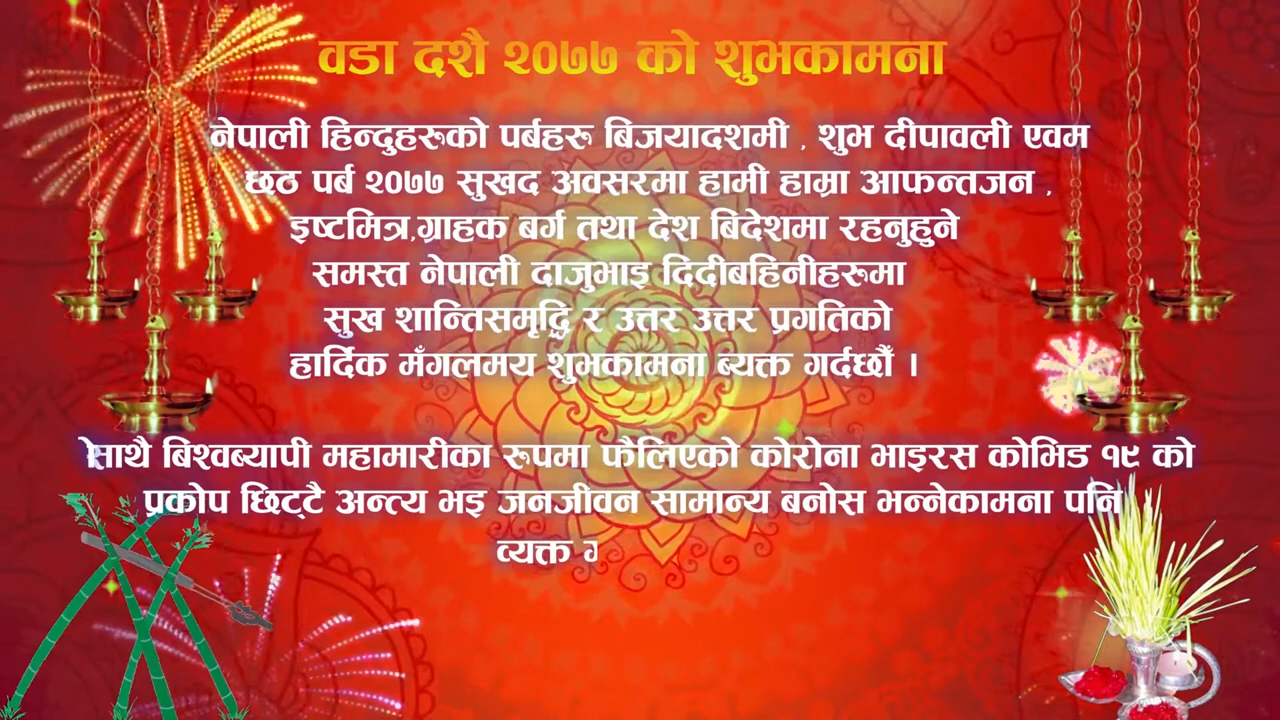 वडा दशै २०७७ को शुभकामना
नेपाली हिन्दुहरुको पर्बहरु बिजयादशमी , शुभ दीपावली एवम
छठ पर्ब २०७७ सुखद अवसरमा हामी हाम्रा आफन्तजन ,
इष्टमित्र,ग्राहक बर्ग तथा देश बिदेशमा रहनुहुने
समस्त नेपाली दाजुभाइ दिदीबहिनीहरुमा
सुख शान्तिसमृद्धि र उत्तर उत्तर प्रगतिको
हार्दिक मँगलमय शुभकामना ब्यक्त गर्दछौँ ।
साथै बिश्वब्यापी महामारीका रुपमा फैलिएको कोरोना भाइरस कोभिड १९ को
प्रकोप छिट्टै अन्त्य भइ जनजीवन सामान्य बनोस भन्नेकामना पनि
व्यक्त